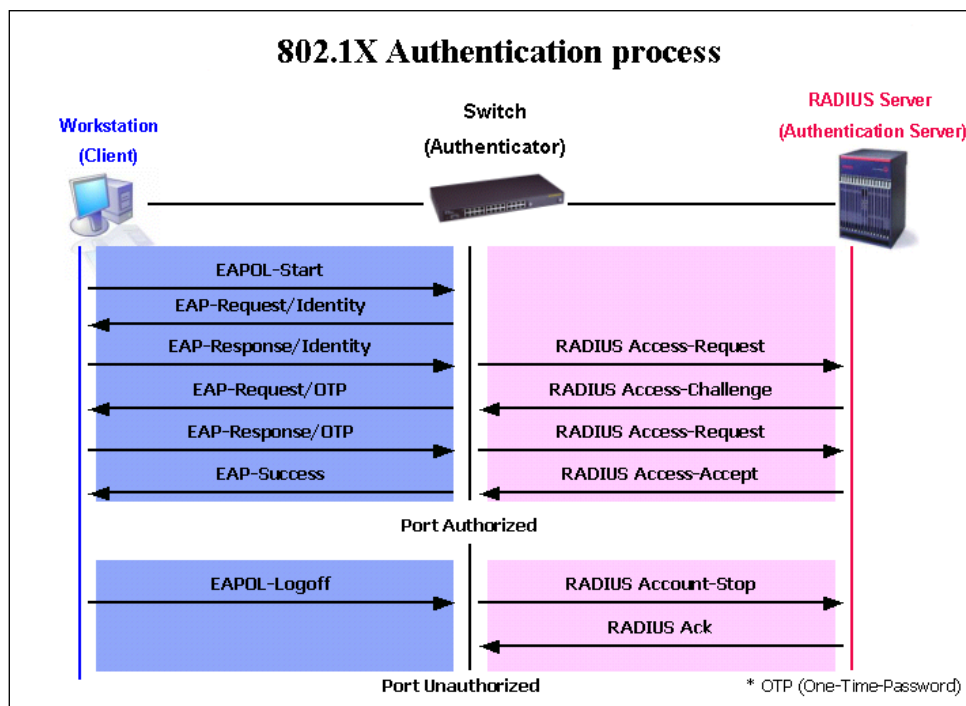 802.1X Authentication process
Workstation
(Client)
Switch
(Authenticator)
RADIUS Server
(Authentication Server)
EAPOL-Start
EAP-Request/Identity
EAP-Response/Identity
RADIUS Access-Request
EAP-Request/OTP
RADIUS Access-Challenge
EAP-Response/OTP
RADIUS Access-Request
EAP-Success
RADIUS Access-Accept
Port Authorized
EAPOL-Logoff
RADIUS Account-Stop
RADIUS Ack
Port Unauthorized
* OTP (One-Time-Password)